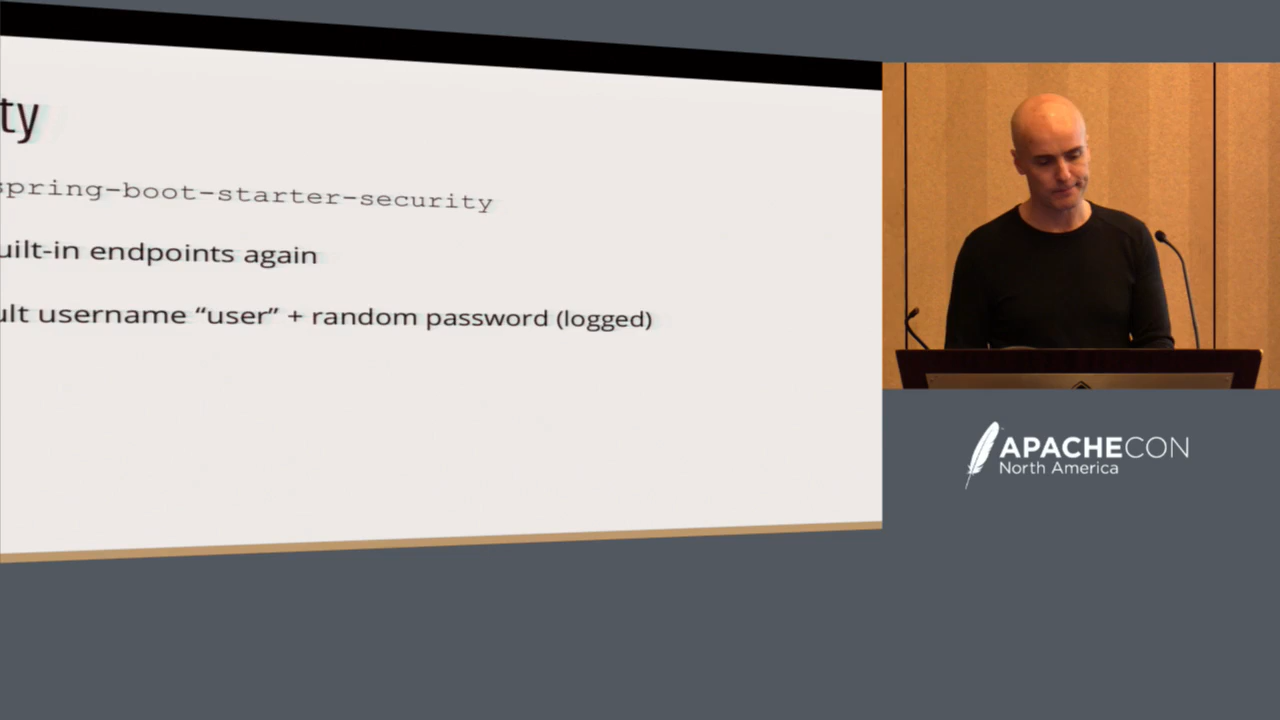 ty
spring-boot-starter-security
uilt-in endpoints again
ult username “user” + random password (logged)
APACHECON
North America